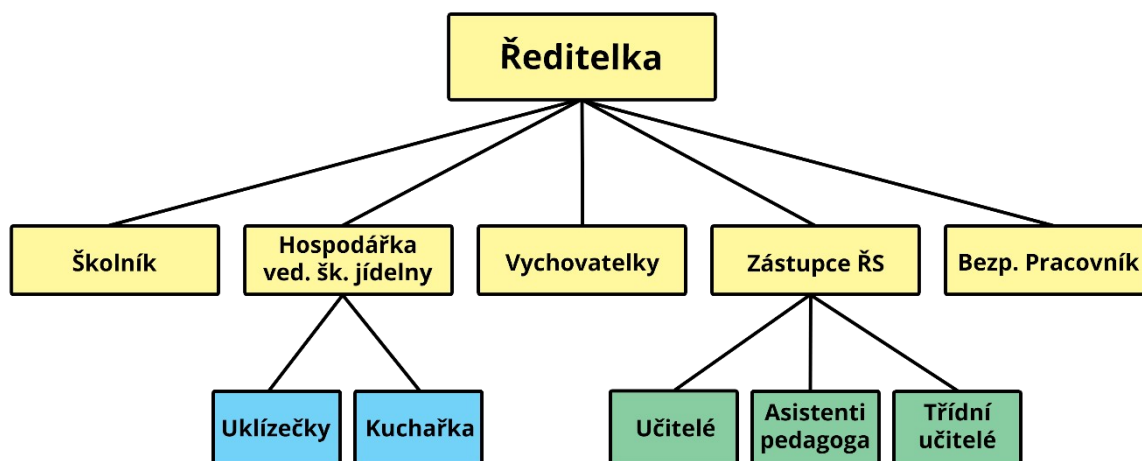 Ředitelka
Školník
Hospodářka
ved. šk. jídelny
Vychovatelky
Zástupce ŘS
Bezp. Pracovník
Uklízečky
Kuchařka
Učitelé
Asistenti
pedagoga
Třídní
učitelé